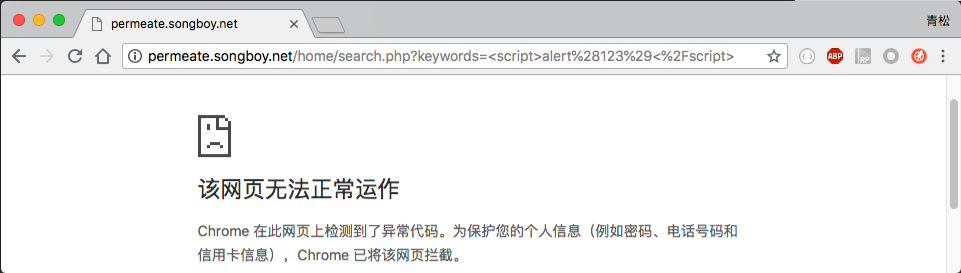 permeate.songboy.net
青松
permeate.songboy.net/home/search.php?keywords=<script>alert%28123%29<%2Fscript>
ABP
RP
该网页无法正常运作
Chrome 在此网页上检测到了异常代码。为保护您的个人信息（例如密码、电话号码和
信用卡信息），Chrome 已将该网页拦截。